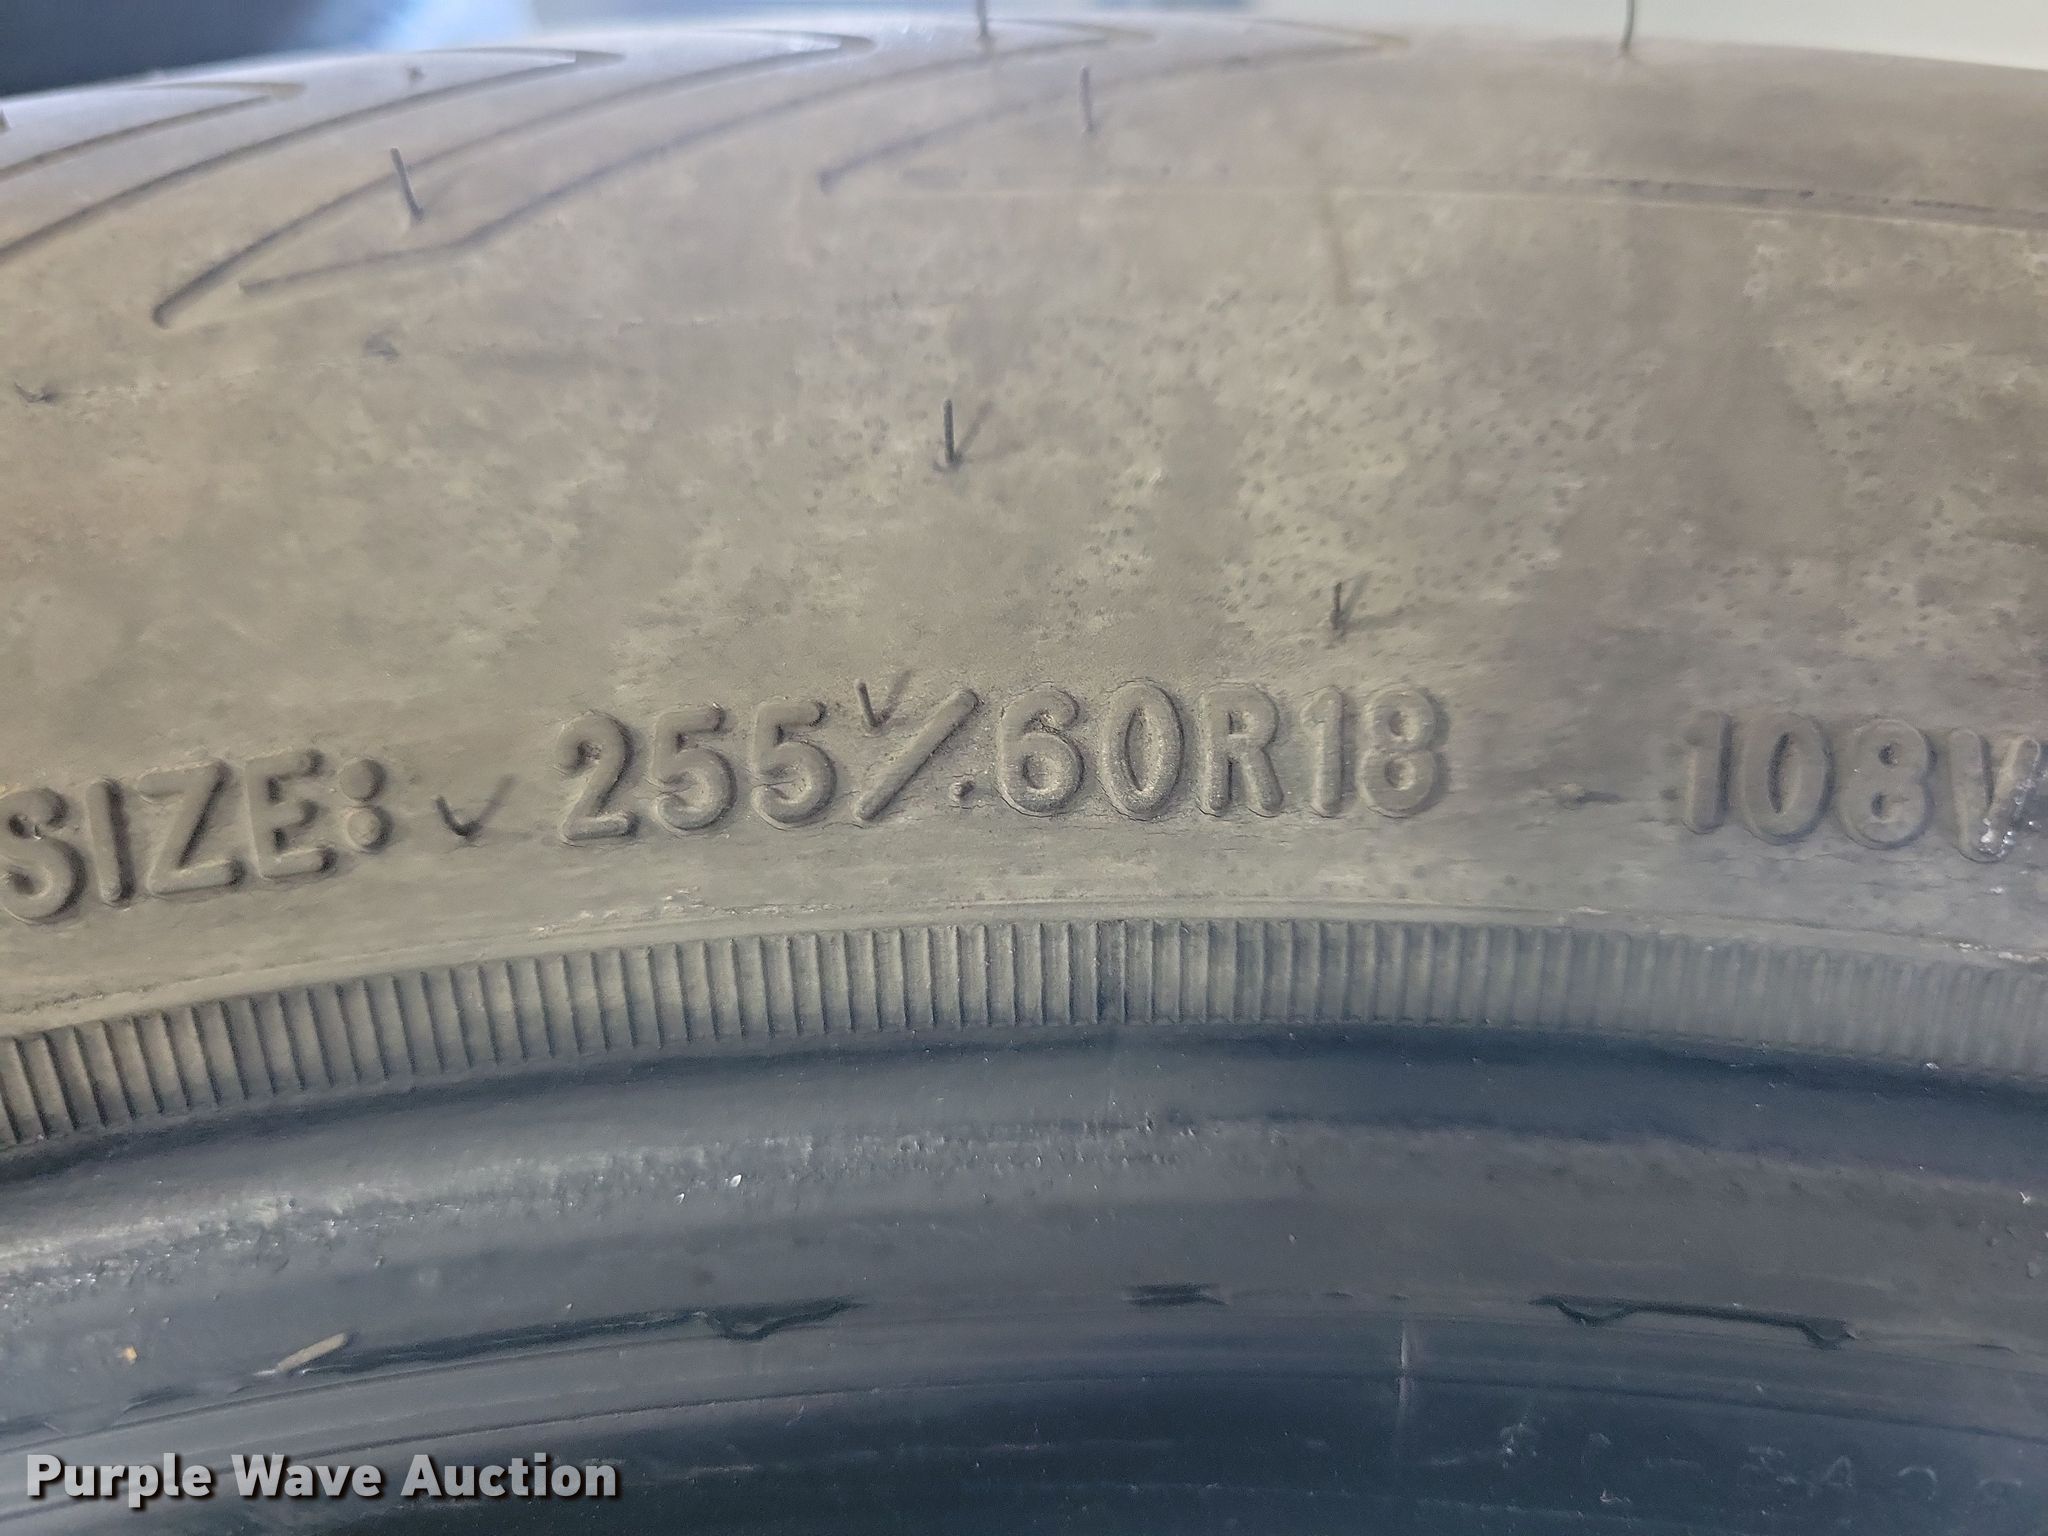 SIZE: 255/60R18 108V
Purple Wave Auction